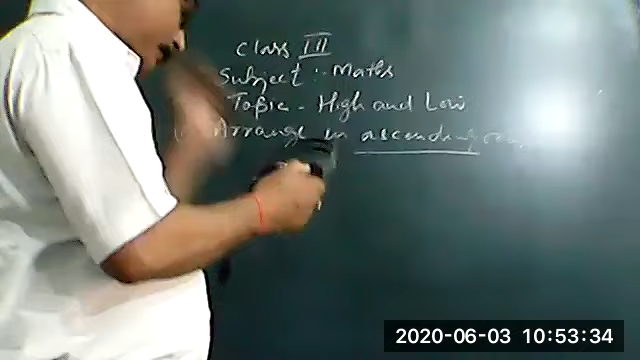 Class III
Subject :- Maths
Topic - High and Low
Arrange in ascending
2020-06-03 10:53:34